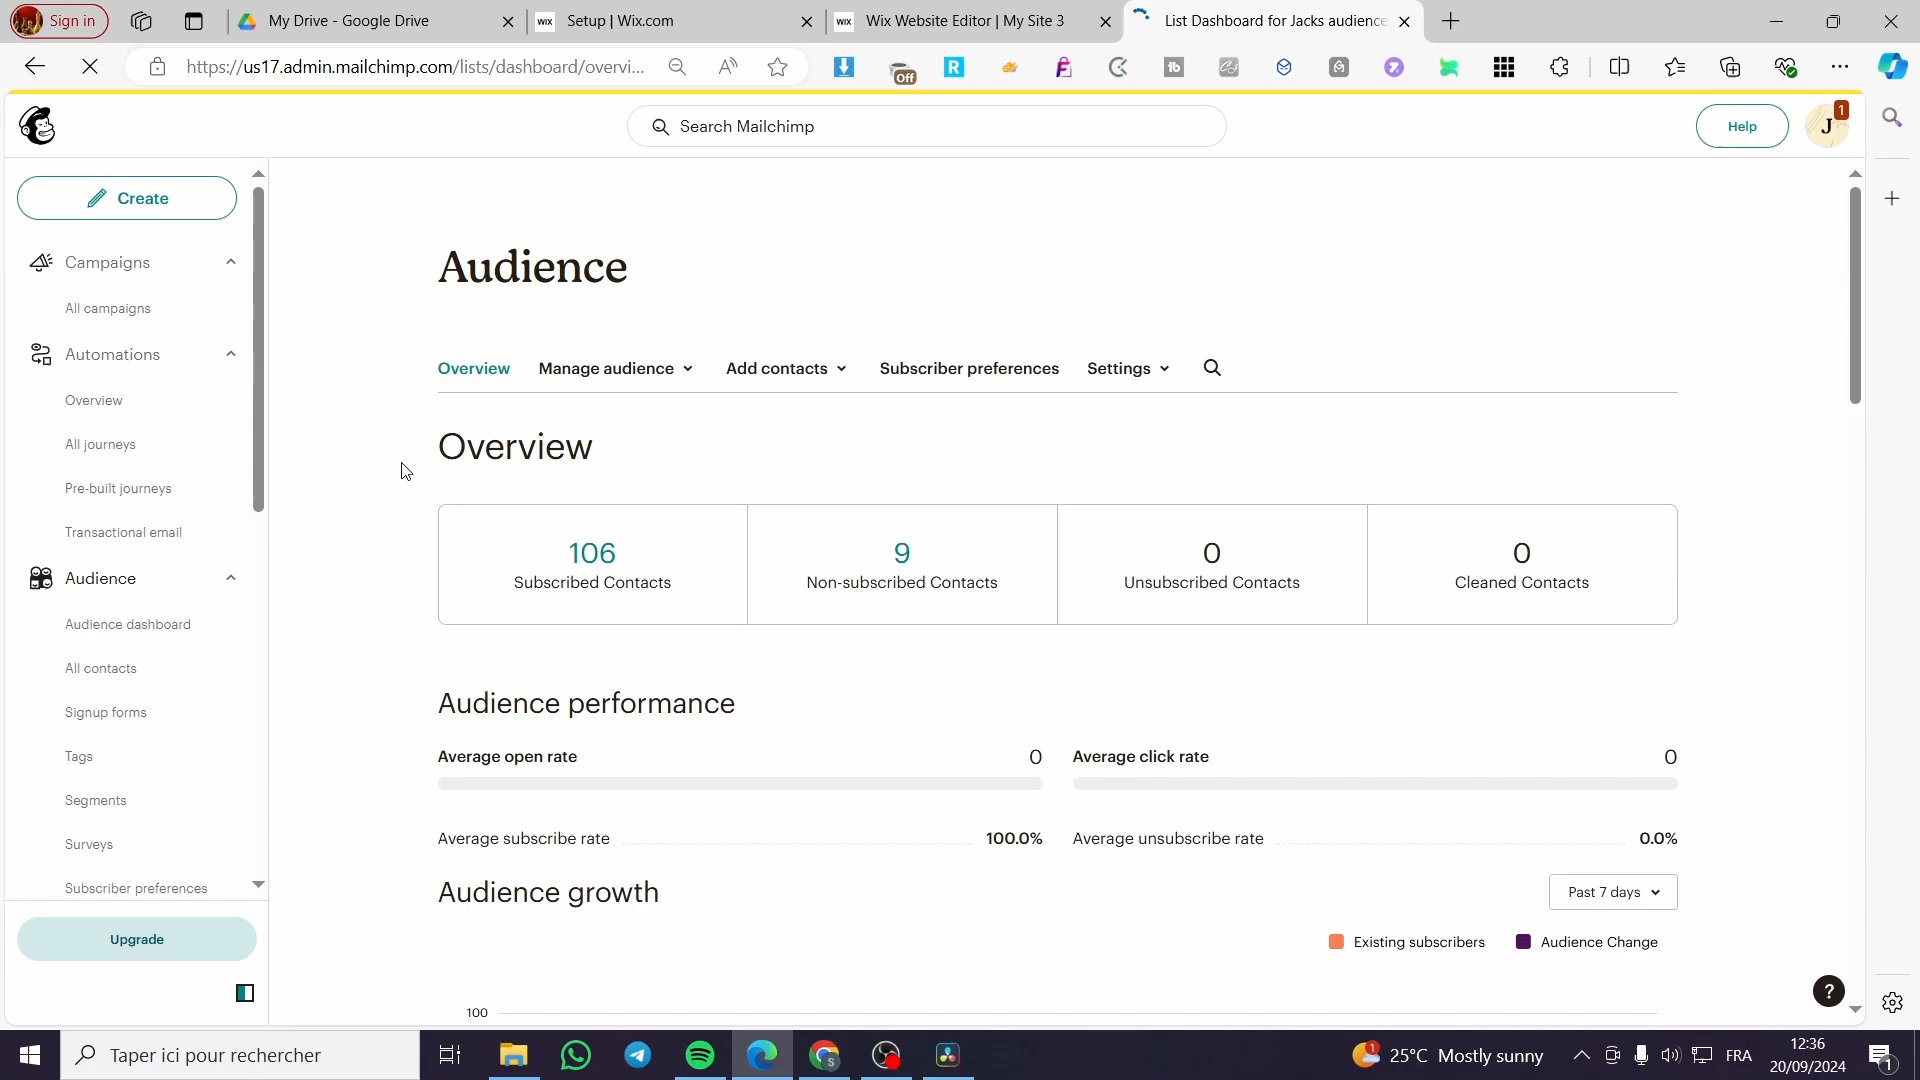 Sign in
My Drive - Google Drive
WIX
Setup | Wix.com
WIX
Wix Website Editor | My Site 3
List Dashboard for Jacks audience
https://us17.admin.mailchimp.com/lists/dashboard/overvi...
Off
Search Mailchimp
Help
J
1
Create
Campaigns
All campaigns
Automations
Overview
All journeys
Pre-built journeys
Transactional email
Audience
Audience dashboard
All contacts
Signup forms
Tags
Segments
Surveys
Subscriber preferences
Upgrade
Audience
Overview
Manage audience
Add contacts
Subscriber preferences
Settings
Overview
106
Subscribed Contacts
9
Non-subscribed Contacts
0
Unsubscribed Contacts
0
Cleaned Contacts
Audience performance
Average open rate 0
Average click rate 0
Average subscribe rate 100.0%
Average unsubscribe rate 0.0%
Audience growth
Past 7 days
Existing subscribers
Audience Change
100
?
Taper ici pour rechercher
1
25°C Mostly sunny
FRA
12:36
20/09/2024
1